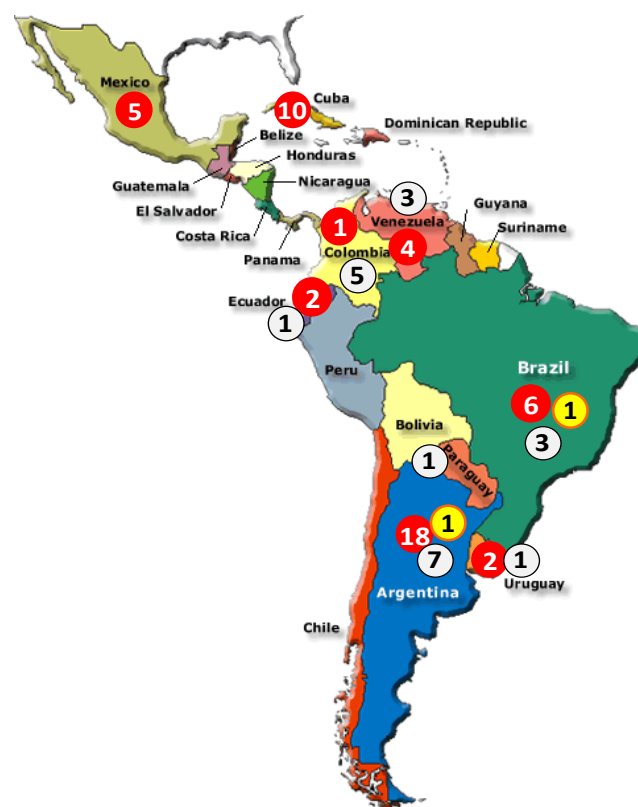 Mexico
5
10
Cuba
Dominican Republic
Belize
Honduras
Guatemala
Nicaragua
El Salvador
Costa Rica
Panama
3
Guyana
Venezuela
Suriname
1
4
Colombia
5
Ecuador
2
1
Peru
Brazil
6
1
3
Bolivia
1
Paraguay
1
18
7
2
1
Uruguay
Argentina
Chile